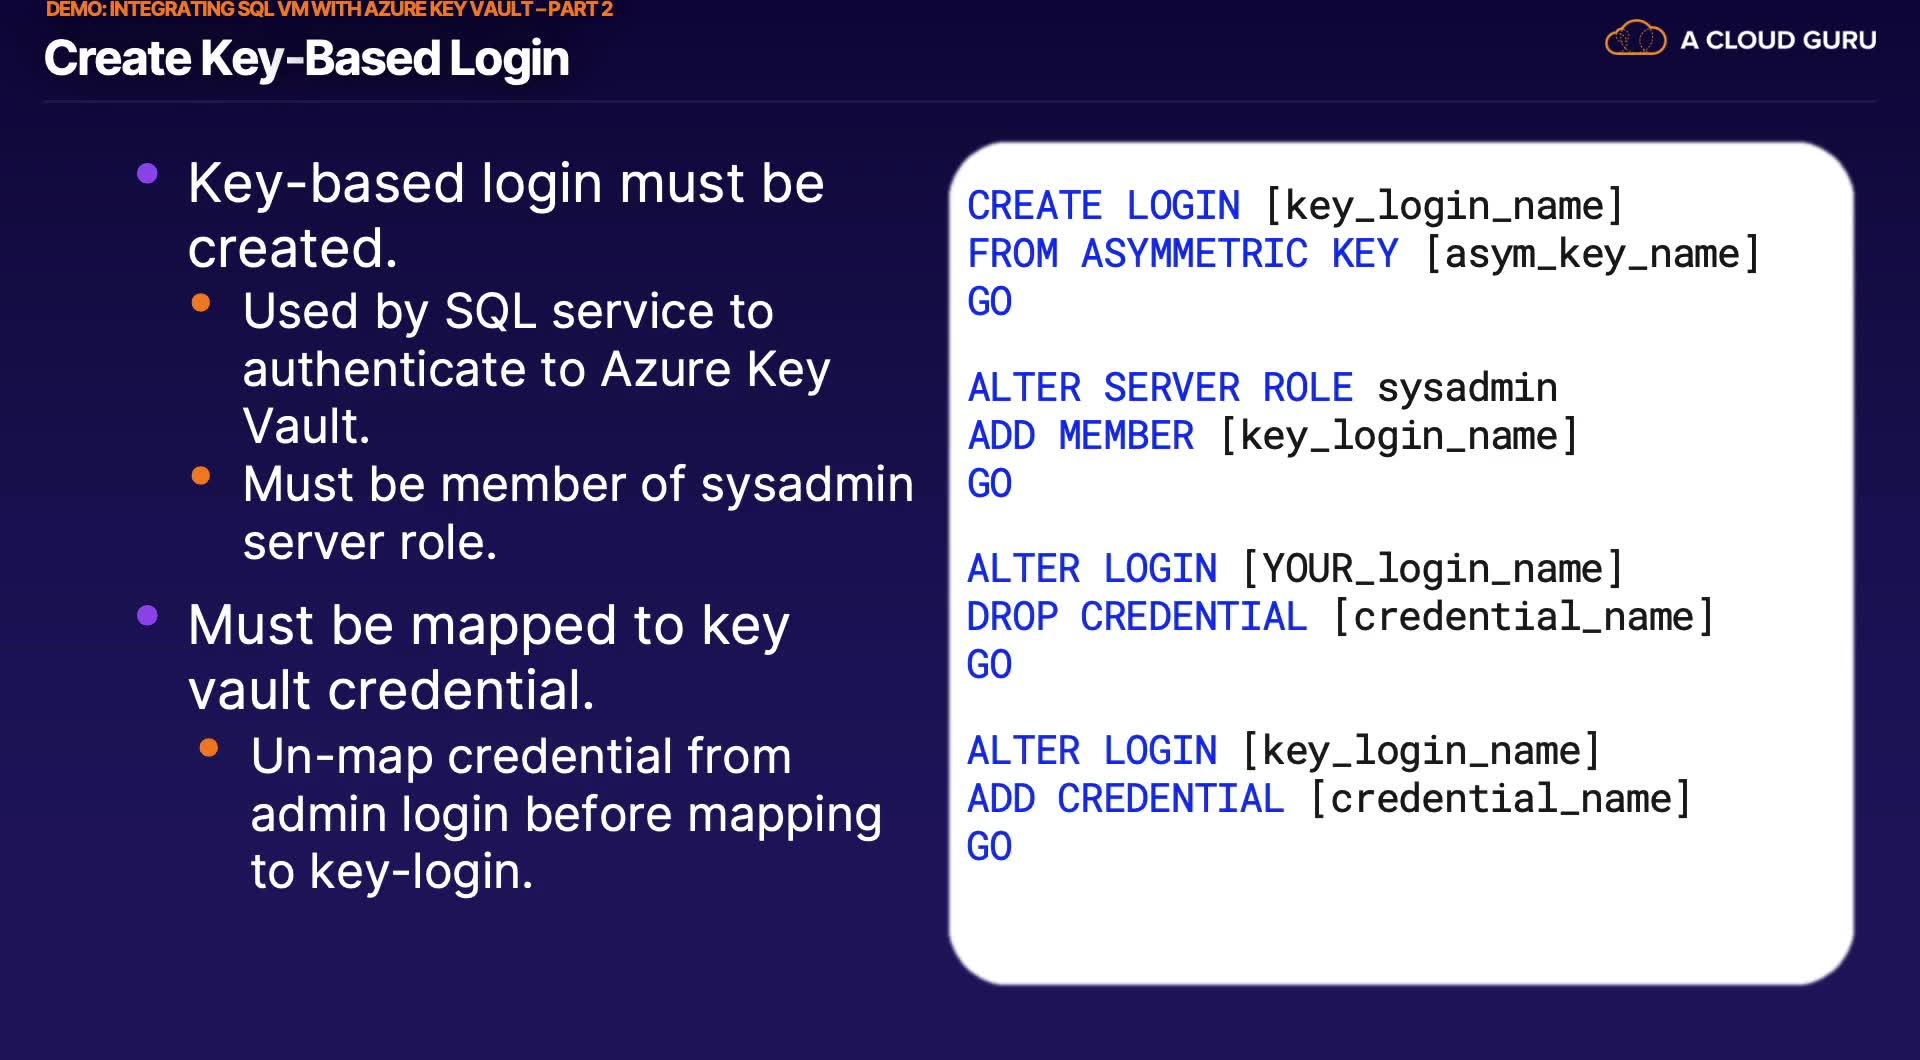 DEMO: INTEGRATING SQL VM WITH AZURE KEY VAULT – PART 2
Create Key-Based Login
A CLOUD GURU
Key-based login must be
created.
Used by SQL service to
authenticate to Azure Key
Vault.
Must be member of sysadmin
server role.
Must be mapped to key
vault credential.
Un-map credential from
admin login before mapping
to key-login.
CREATE LOGIN [key_login_name]
FROM ASYMMETRIC KEY [asym_key_name]
GO
ALTER SERVER ROLE sysadmin
ADD MEMBER [key_login_name]
GO
ALTER LOGIN [YOUR_login_name]
DROP CREDENTIAL [credential_name]
GO
ALTER LOGIN [key_login_name]
ADD CREDENTIAL [credential_name]
GO